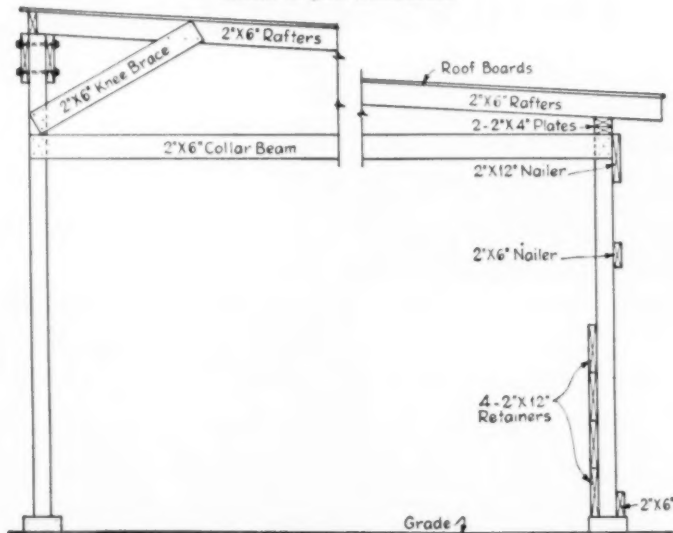 2"X6" Rafters
2"X6" Knee Brace
Roof Boards
2"X6" Rafters
2-2"X4" Plates
2"X6" Collar Beam
2"X12" Nailer
2"X6" Nailer
4-2"X12"
Retainers
2"X6"
Grade